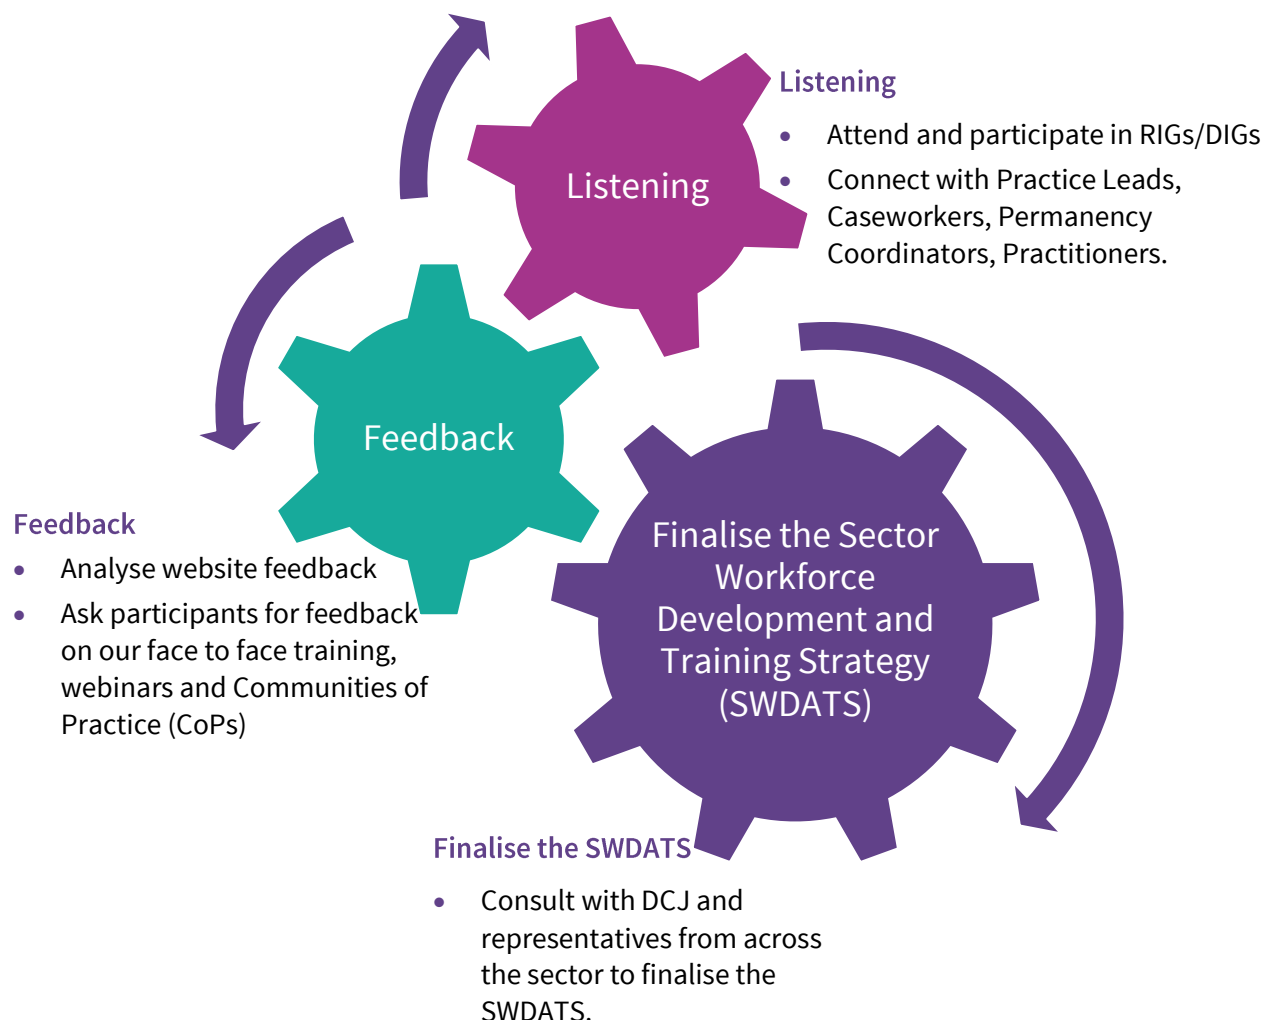 Listening
Listening
• Attend and participate in RIGs/DIGs
• Connect with Practice Leads,
Caseworkers, Permanency
Coordinators, Practitioners.
Feedback
Feedback
• Analyse website feedback
• Ask participants for feedback
on our face to face training,
webinars and Communities of
Practice (CoPs)
Finalise the Sector
Workforce
Development and
Training Strategy
(SWDATS)
Finalise the SWDATS
• Consult with DCJ and
representatives from across
the sector to finalise the
SWDATS.